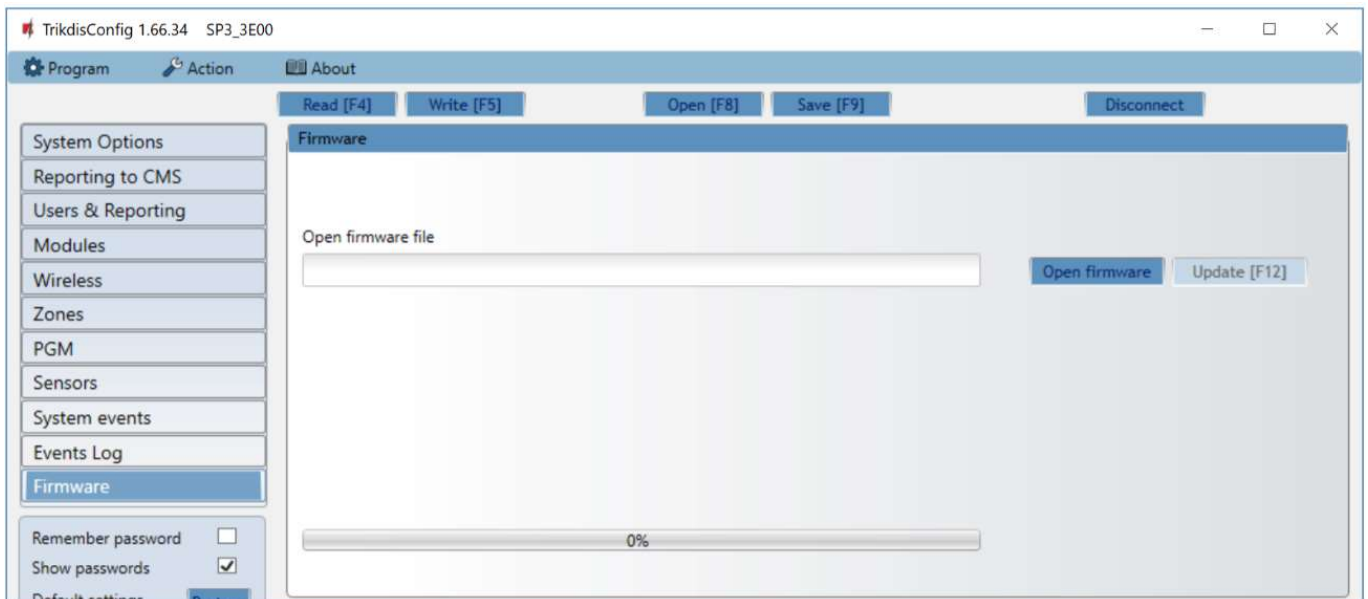 TrikdisConfig 1.66.34 SP3_3E00
Program Action About
Read [F4] Write [F5] Open [F8] Save [F9] Disconnect
System Options
Reporting to CMS
Users & Reporting
Modules
Wireless
Zones
PGM
Sensors
System events
Events Log
Firmware
Remember password
Show passwords
Default settings
Firmware
Open firmware file
Open firmware Update [F12]
0%